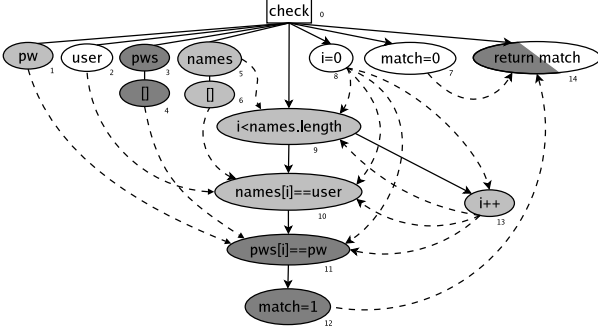 check 0
pw 1
user 2
pws 3
[] 4
names 5
[] 6
i=0 8
match=0 7
return match 14
i<names.length 9
names[i]==user 10
i++ 13
pws[i]==pw 11
match=1 12